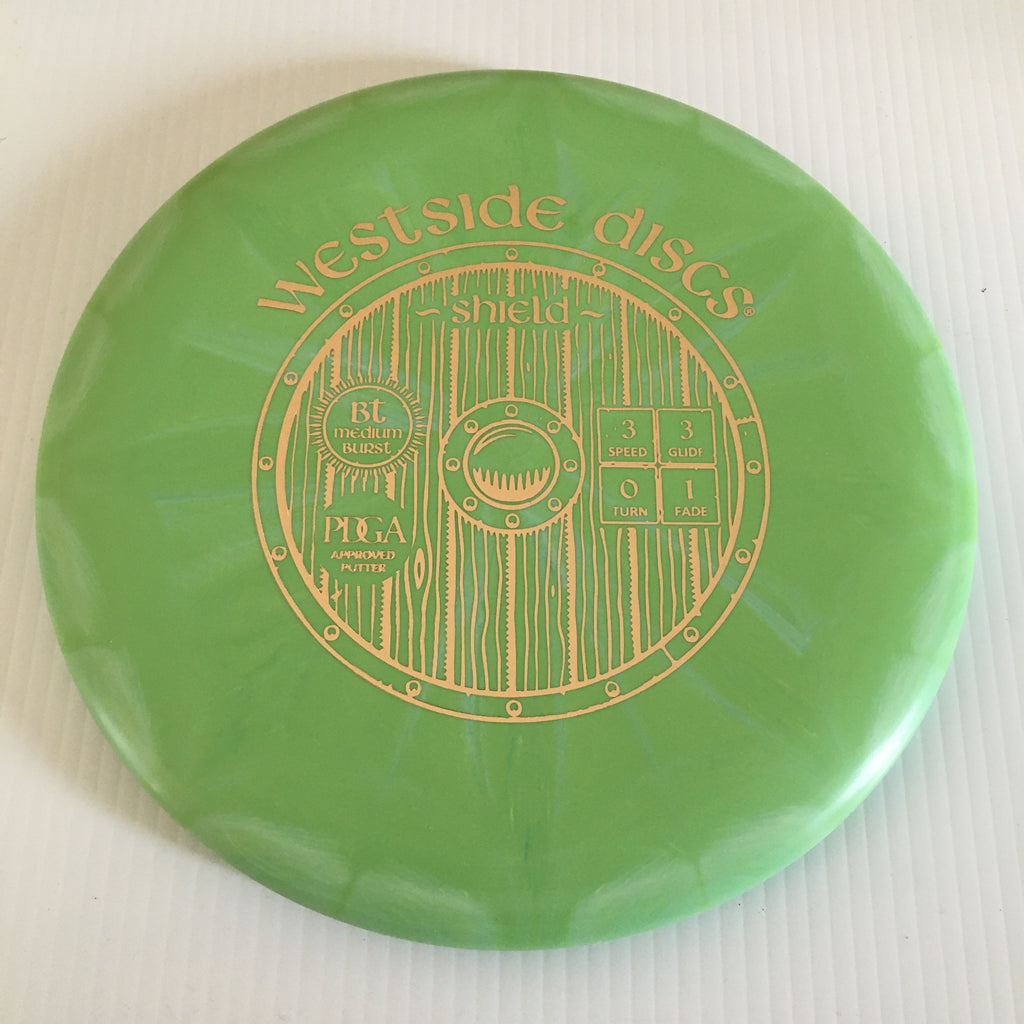 Westside discs®
~shield~
Bt
medium
burst
3 SPEED
3 GLIDE
0 TURN
1 FADE
PDGA
APPROVED
PUTTER